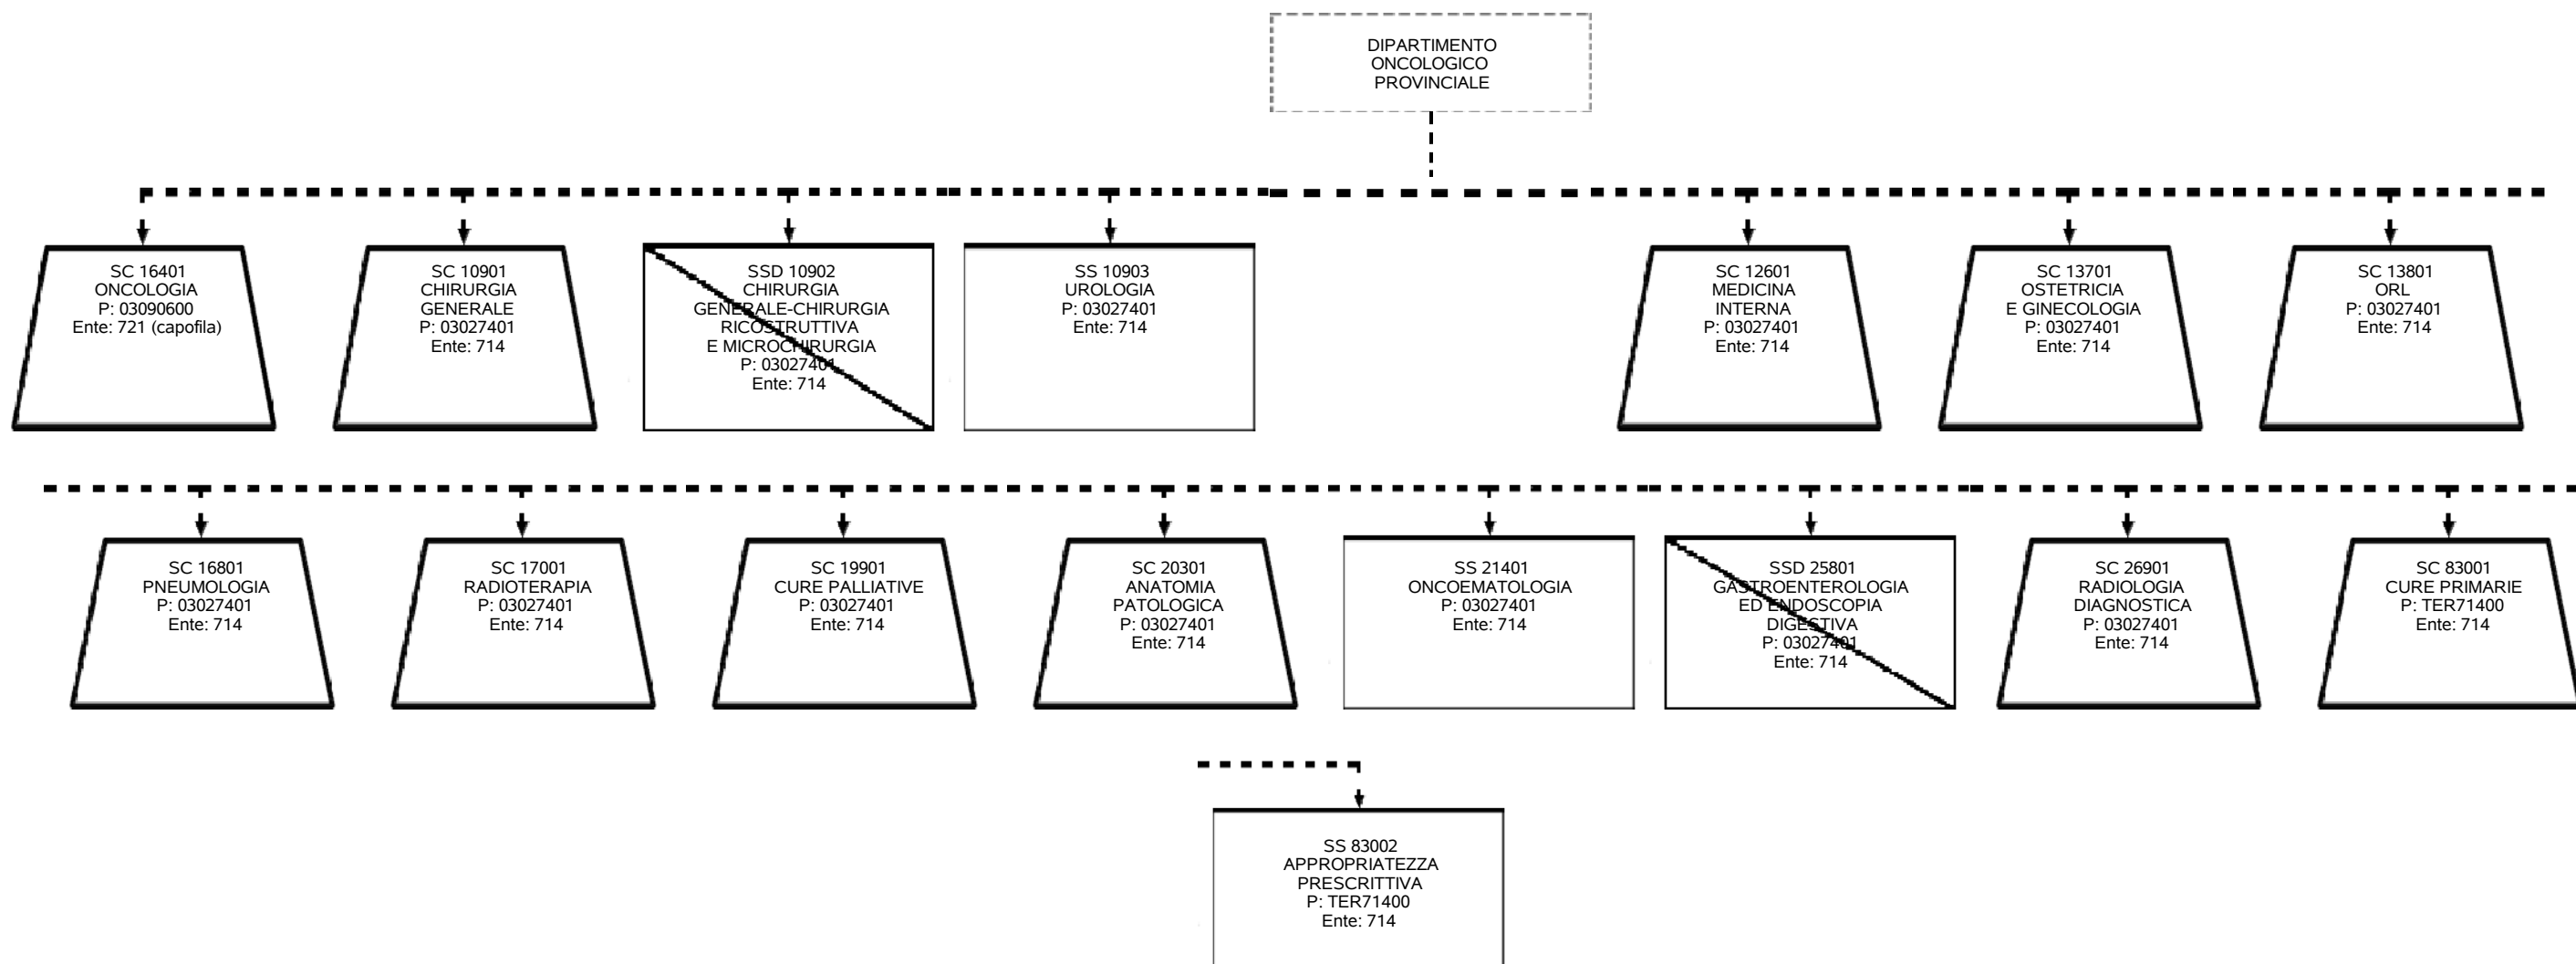 DIPARTIMENTO
ONCOLOGICO
PROVINCIALE
SC 16401
ONCOLOGIA
P: 03090600
Ente: 721 (capofila)
SC 10901
CHIRURGIA
GENERALE
P: 03027401
Ente: 714
SSD 10902
CHIRURGIA
GENERALE-CHIRURGIA
RICOSTRUTTIVA
E MICROCHIRURGIA
P: 03027401
Ente: 714
SS 10903
UROLOGIA
P: 03027401
Ente: 714
SC 12601
MEDICINA
INTERNA
P: 03027401
Ente: 714
SC 13701
OSTETRICIA
E GINECOLOGIA
P: 03027401
Ente: 714
SC 13801
ORL
P: 03027401
Ente: 714
SC 16801
PNEUMOLOGIA
P: 03027401
Ente: 714
SC 17001
RADIOTERAPIA
P: 03027401
Ente: 714
SC 19901
CURE PALLIATIVE
P: 03027401
Ente: 714
SC 20301
ANATOMIA
PATOLOGICA
P: 03027401
Ente: 714
SS 21401
ONCOEMATOLOGIA
P: 03027401
Ente: 714
SSD 25801
GASTROENTEROLOGIA
ED ENDOSCOPIA
DIGESTIVA
P: 03027401
Ente: 714
SC 26901
RADIOLOGIA
DIAGNOSTICA
P: 03027401
Ente: 714
SC 83001
CURE PRIMARIE
P: TER71400
Ente: 714
SS 83002
APPROPRIATEZZA
PRESCRITTIVA
P: TER71400
Ente: 714